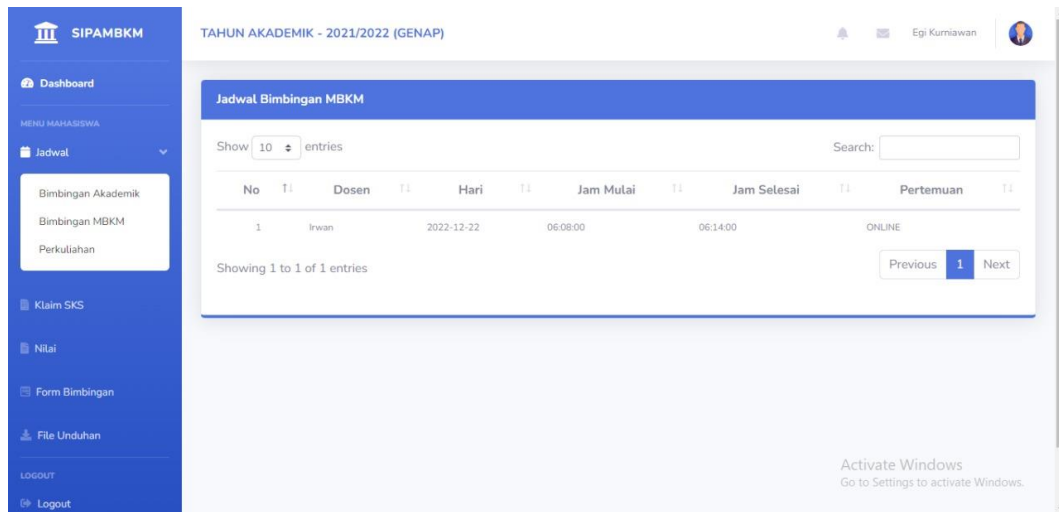 SIPAMBKM
TAHUN AKADEMIK - 2021/2022 (GENAP)
Egi Kurniawan
Dashboard
MENU MAHASISWA
Jadwal
Bimbingan Akademik
Bimbingan MBKM
Perkuliahan
Klaim SKS
Nilai
Form Bimbingan
File Unduhan
LOGOUT
Logout
Jadwal Bimbingan MBKM
Show 10 entries
Search:
No Dosen Hari Jam Mulai Jam Selesai Pertemuan
1 Irwan 2022-12-22 06:08:00 06:14:00 ONLINE
Showing 1 to 1 of 1 entries
Previous 1 Next
Activate Windows
Go to Settings to activate Windows.